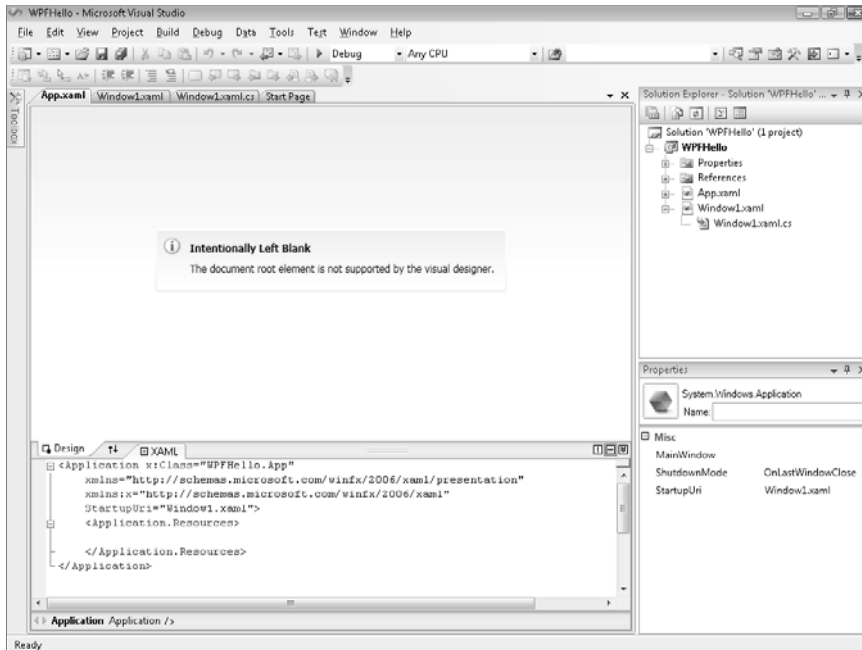 WPFHello - Microsoft Visual Studio
File Edit View Project Build Debug Data Tools Test Window Help
Debug Any CPU
Toolbox
App.xaml Window1.xaml Window1.xaml.cs Start Page
Intentionally Left Blank
The document root element is not supported by the visual designer.
Design XAML
<Application x:Class="WPFHello.App"
xmlns="http://schemas.microsoft.com/winfx/2006/xaml/presentation"
xmlns:x="http://schemas.microsoft.com/winfx/2006/xaml"
StartupUri="Window1.xaml">
<Application.Resources>
</Application.Resources>
</Application>
Application Application />
Solution Explorer - Solution 'WPFHello' ...
Solution 'WPFHello' (1 project)
WPFHello
Properties
References
App.xaml
Window1.xaml
Window1.xaml.cs
Properties
System.Windows.Application
Name:
Misc
MainWindow
ShutdownMode OnLastWindowClose
StartupUri Window1.xaml
Ready